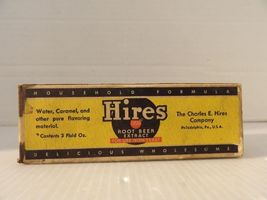 HOUSEHOLD FORMULA
Water, Caramel, and
other pure flavoring
material.
Contents 3 Fluid Oz.
Hires
ROOT BEER
EXTRACT
The Charles E. Hires
Company
Philadelphia, Pa., U.S.A.
DELICIOUS WHOLESOME